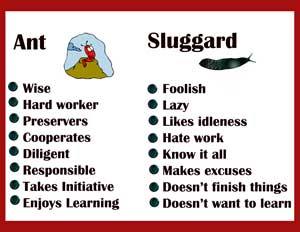 Ant
Wise
Hard worker
Preservers
Cooperates
Diligent
Responsible
Takes Initiative
Enjoys Learning
Sluggard
Foolish
Lazy
Likes idleness
Hate work
Know it all
Makes excuses
Doesn't finish things
Doesn't want to learn